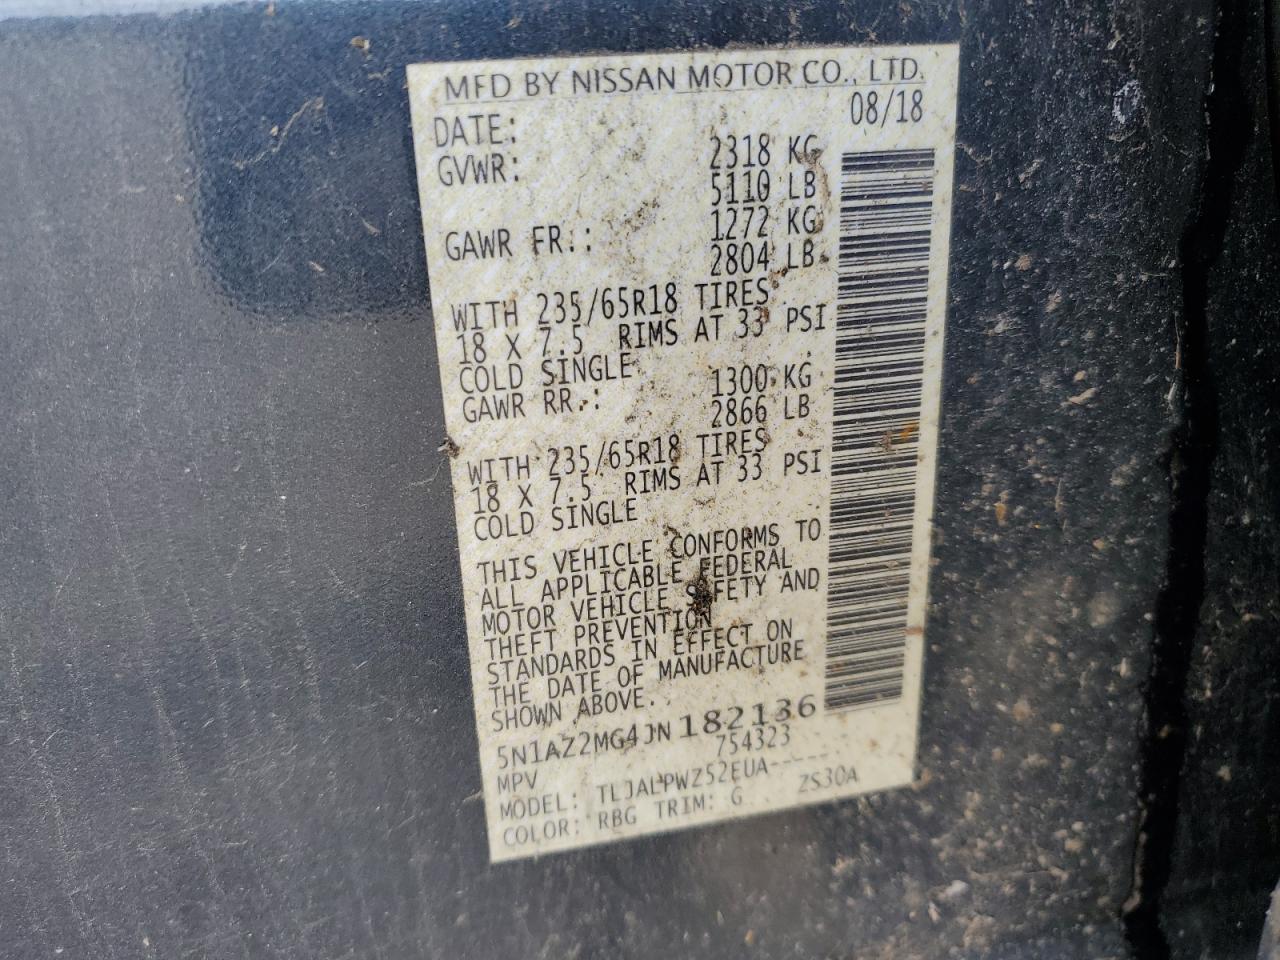 MFD BY NISSAN MOTOR CO., LTD.
DATE: 08/18
GVWR: 2318 KG
5110 LB
GAWR FR.: 1272 KG
2804 LB
WITH 235/65R18 TIRES
18 X 7.5 RIMS AT 33 PSI
COLD SINGLE
GAWR RR.: 1300 KG
2866 LB
WITH 235/65R18 TIRES
18 X 7.5 RIMS AT 33 PSI
COLD SINGLE
THIS VEHICLE CONFORMS TO
ALL APPLICABLE FEDERAL
MOTOR VEHICLE SAFETY AND
THEFT PREVENTION
STANDARDS IN EFFECT ON
THE DATE OF MANUFACTURE
SHOWN ABOVE.
5N1AZ2MG4JN182136
MPV 754323
MODEL: TLJALPWZ52EUA-----
COLOR: RBG TRIM: G ZS30A